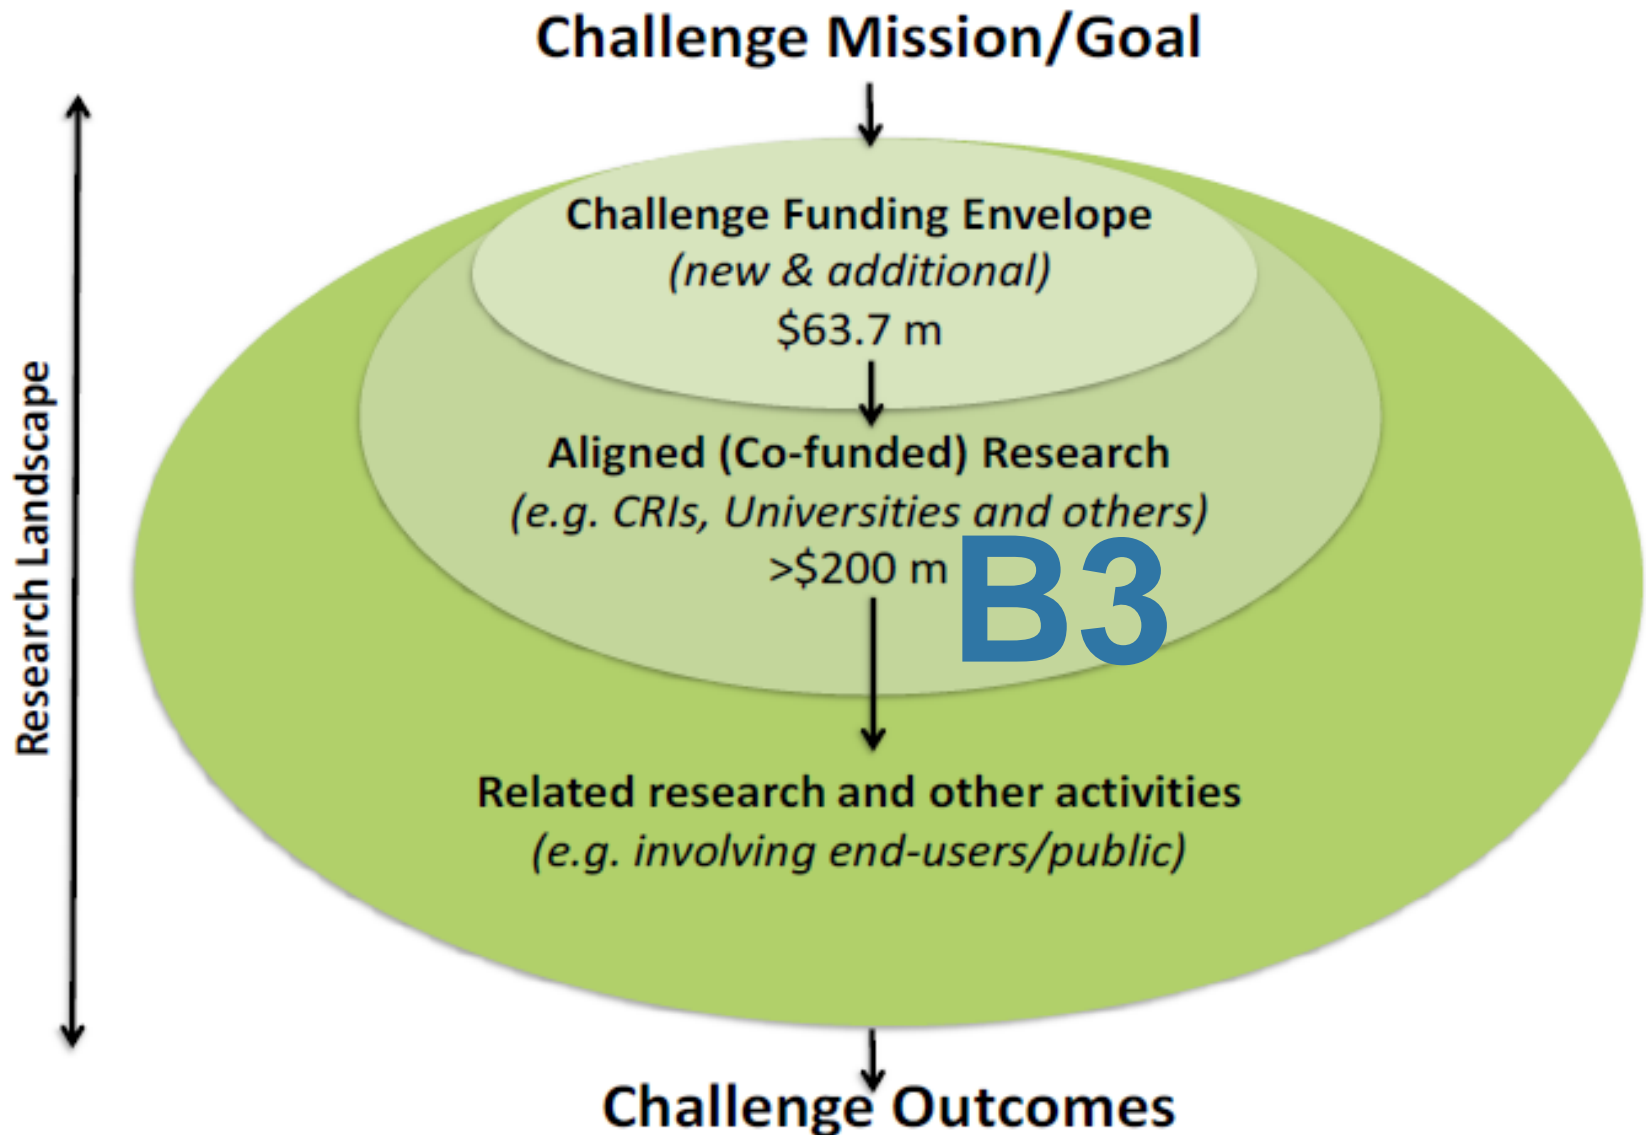 Challenge Mission/Goal
Challenge Funding Envelope
(new & additional)
$63.7 m
Aligned (Co-funded) Research
(e.g. CRIs, Universities and others)
>$200 m
B3
Related research and other activities
(e.g. involving end-users/public)
Challenge Outcomes
Research Landscape